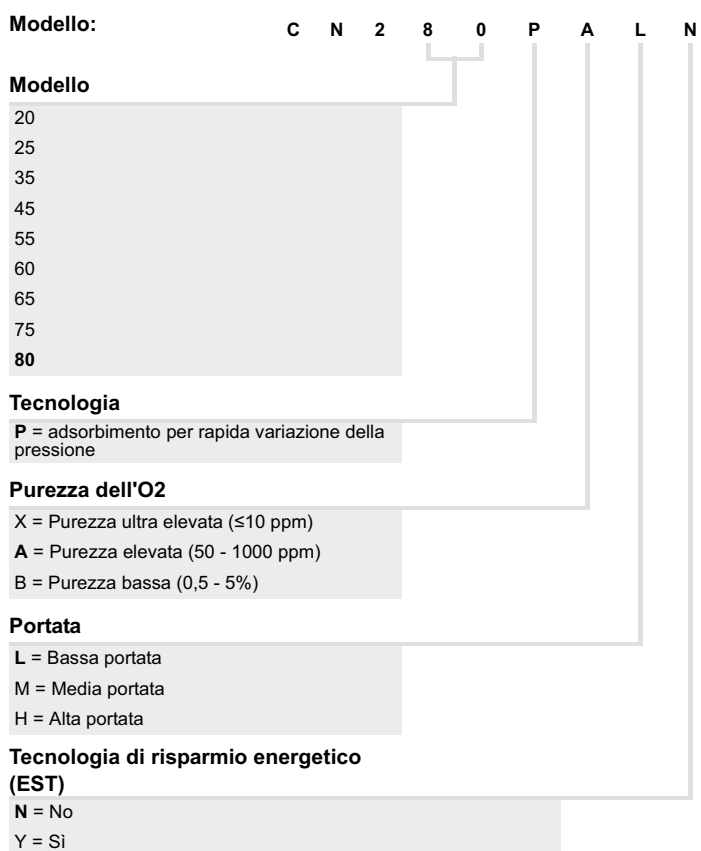 Modello: C N 2 8 0 P A L N
Modello
20
25
35
45
55
60
65
75
80
Tecnologia
P = adsorbimento per rapida variazione della
pressione
Purezza dell'O2
X = Purezza ultra elevata (≤10 ppm)
A = Purezza elevata (50 - 1000 ppm)
B = Purezza bassa (0,5 - 5%)
Portata
L = Bassa portata
M = Media portata
H = Alta portata
Tecnologia di risparmio energetico
(EST)
N = No
Y = Sì